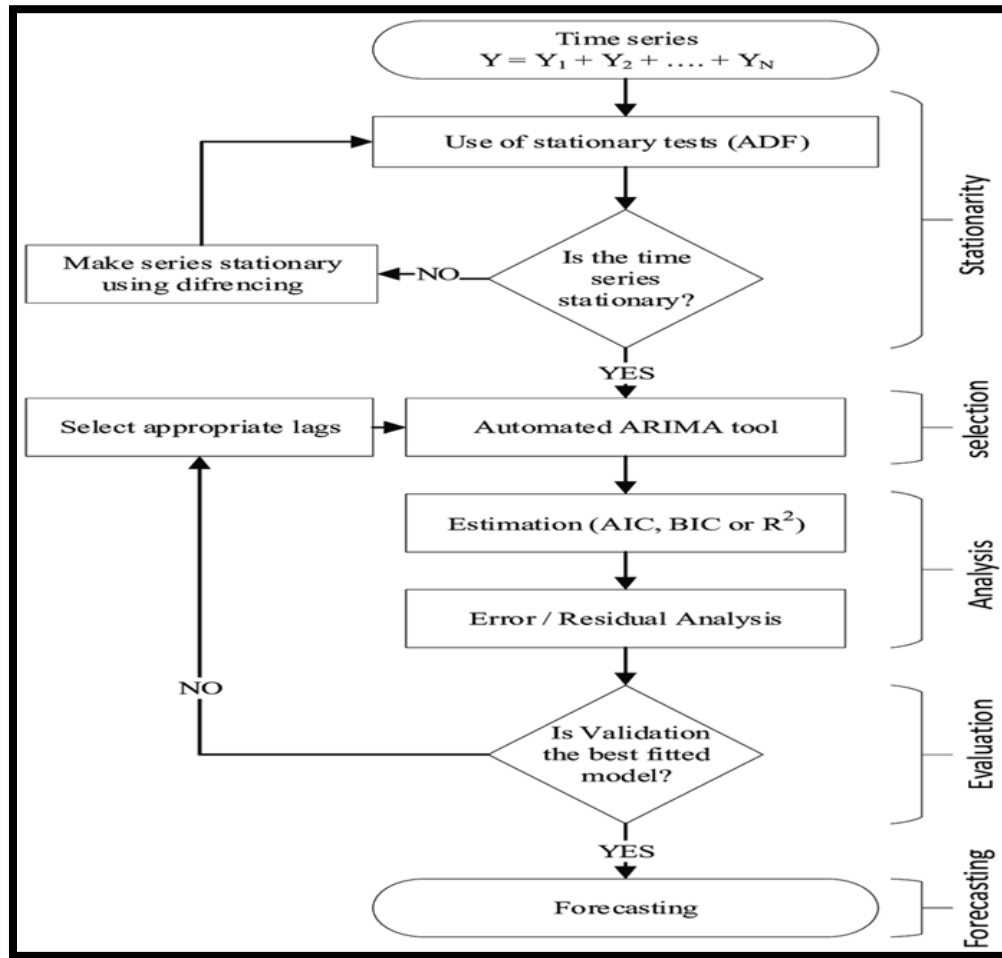 Time series
Y = Y₁ + Y₂ + .... + Y_N
Use of stationary tests (ADF)
Make series stationary
using difrencing
NO
Is the time
series
stationary?
Stationarity
YES
Select appropriate lags
Automated ARIMA tool
selection
Estimation (AIC, BIC or R²)
Error / Residual Analysis
Analysis
NO
Is Validation
the best fitted
model?
Evaluation
YES
Forecasting
Forecasting